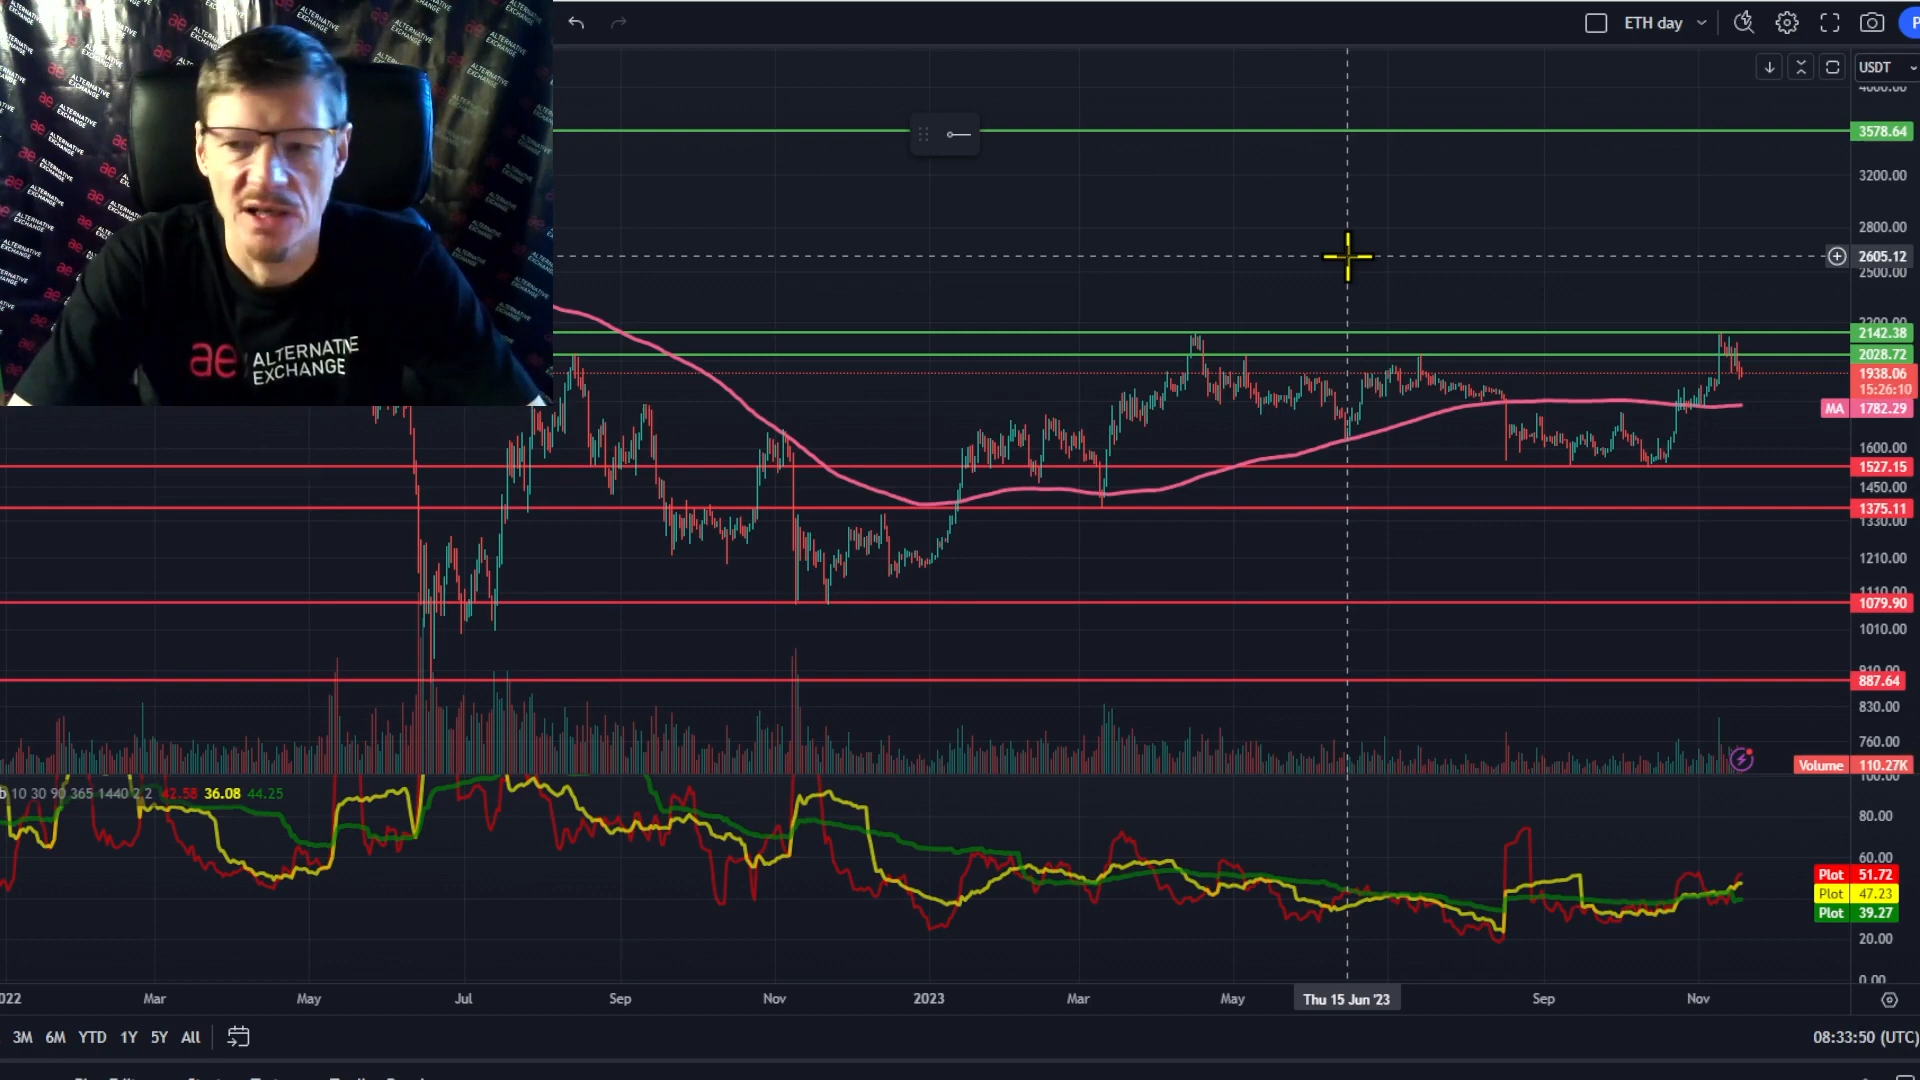 ae ALTERNATIVE
EXCHANGE
ETH day
USDT
4000.00
3578.64
3200.00
2800.00
2605.12
2500.00
2200.00
2142.38
2028.72
1938.06
15:26:10
MA 1782.29
1600.00
1527.15
1450.00
1375.11
1330.00
1210.00
1110.00
1079.90
1010.00
910.00
887.64
830.00
760.00
Volume 110.27K
100.00
10 30 90 365 1440 2 2 42.58 36.08 44.25
80.00
60.00
Plot 51.72
Plot 47.23
Plot 39.27
20.00
0.00
022 Mar May Jul Sep Nov 2023 Mar May Thu 15 Jun '23 Sep Nov
3M 6M YTD 1Y 5Y All
08:33:50 (UTC)